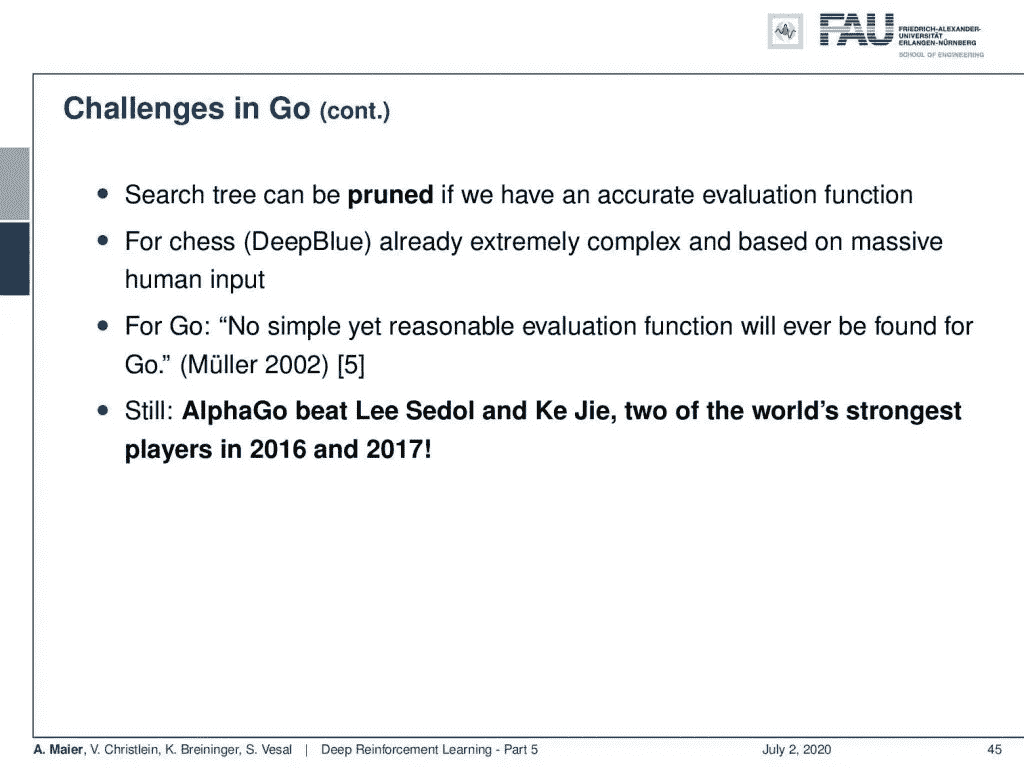 FAU
FRIEDRICH-ALEXANDER-
UNIVERSITÄT
ERLANGEN-NÜRNBERG
SCHOOL OF ENGINEERING
Challenges in Go (cont.)
• Search tree can be pruned if we have an accurate evaluation function
• For chess (DeepBlue) already extremely complex and based on massive
human input
• For Go: “No simple yet reasonable evaluation function will ever be found for
Go.” (Müller 2002) [5]
• Still: AlphaGo beat Lee Sedol and Ke Jie, two of the world’s strongest
players in 2016 and 2017!
A. Maier, V. Christlein, K. Breininger, S. Vesal | Deep Reinforcement Learning - Part 5 July 2, 2020 45